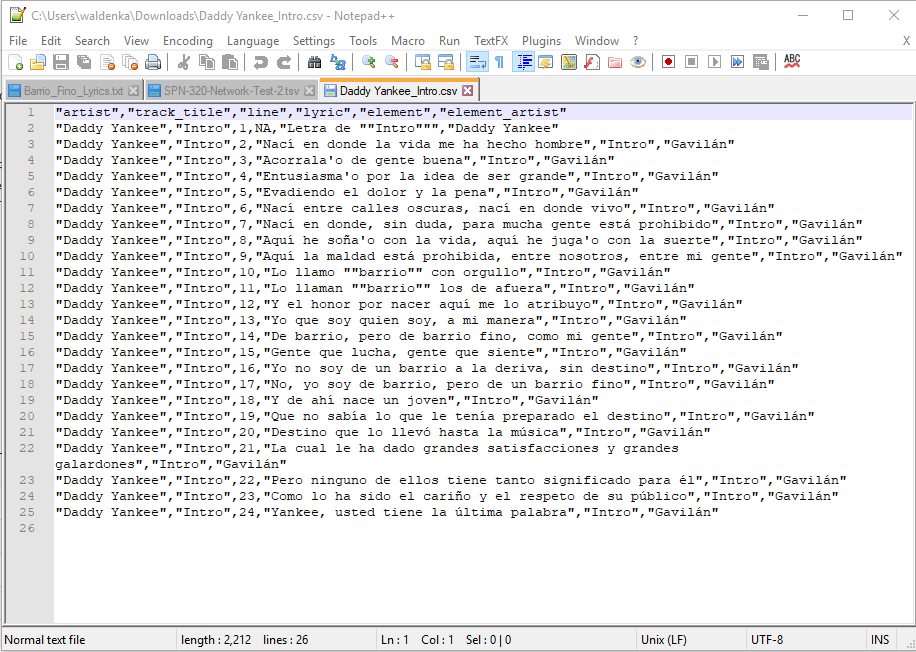 C:\Users\waldenka\Downloads\Daddy Yankee_Intro.csv - Notepad++
File Edit Search View Encoding Language Settings Tools Macro Run TextFX Plugins Window ? X
ABC
Barrio_Fino_Lyrics.txt SPN-320-Network-Test-2.tsv Daddy Yankee_Intro.csv
1 "artist","track_title","line","lyric","element","element_artist"
2 "Daddy Yankee","Intro",1,NA,"Letra de ""Intro""","Daddy Yankee"
3 "Daddy Yankee","Intro",2,"Nací en donde la vida me ha hecho hombre","Intro","Gavilán"
4 "Daddy Yankee","Intro",3,"Acorrala'o de gente buena","Intro","Gavilán"
5 "Daddy Yankee","Intro",4,"Entusiasma'o por la idea de ser grande","Intro","Gavilán"
6 "Daddy Yankee","Intro",5,"Evadiendo el dolor y la pena","Intro","Gavilán"
7 "Daddy Yankee","Intro",6,"Nací entre calles oscuras, nací en donde vivo","Intro","Gavilán"
8 "Daddy Yankee","Intro",7,"Nací en donde, sin duda, para mucha gente está prohibido","Intro","Gavilán"
9 "Daddy Yankee","Intro",8,"Aquí he soña'o con la vida, aquí he juga'o con la suerte","Intro","Gavilán"
10 "Daddy Yankee","Intro",9,"Aquí la maldad está prohibida, entre nosotros, entre mi gente","Intro","Gavilán"
11 "Daddy Yankee","Intro",10,"Lo llamo ""barrio"" con orgullo","Intro","Gavilán"
12 "Daddy Yankee","Intro",11,"Lo llaman ""barrio"" los de afuera","Intro","Gavilán"
13 "Daddy Yankee","Intro",12,"Y el honor por nacer aquí me lo atribuyo","Intro","Gavilán"
14 "Daddy Yankee","Intro",13,"Yo que soy quien soy, a mi manera","Intro","Gavilán"
15 "Daddy Yankee","Intro",14,"De barrio, pero de barrio fino, como mi gente","Intro","Gavilán"
16 "Daddy Yankee","Intro",15,"Gente que lucha, gente que siente","Intro","Gavilán"
17 "Daddy Yankee","Intro",16,"Yo no soy de un barrio a la deriva, sin destino","Intro","Gavilán"
18 "Daddy Yankee","Intro",17,"No, yo soy de barrio, pero de un barrio fino","Intro","Gavilán"
19 "Daddy Yankee","Intro",18,"Y de ahí nace un joven","Intro","Gavilán"
20 "Daddy Yankee","Intro",19,"Que no sabía lo que le tenía preparado el destino","Intro","Gavilán"
21 "Daddy Yankee","Intro",20,"Destino que lo llevó hasta la música","Intro","Gavilán"
22 "Daddy Yankee","Intro",21,"La cual le ha dado grandes satisfacciones y grandes
galardones","Intro","Gavilán"
23 "Daddy Yankee","Intro",22,"Pero ninguno de ellos tiene tanto significado para él","Intro","Gavilán"
24 "Daddy Yankee","Intro",23,"Como lo ha sido el cariño y el respeto de su público","Intro","Gavilán"
25 "Daddy Yankee","Intro",24,"Yankee, usted tiene la última palabra","Intro","Gavilán"
26
Normal text file length : 2,212 lines : 26 Ln : 1 Col : 1 Sel : 0 | 0 Unix (LF) UTF-8 INS